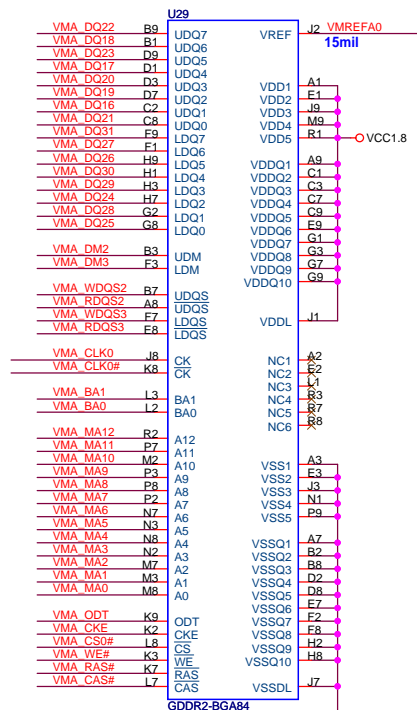 U29
VMA_DQ22 B9 UDQ7
VMA_DQ18 B1 UDQ6
VMA_DQ23 D9 UDQ5
VMA_DQ17 D1 UDQ4
VMA_DQ20 D3 UDQ3
VMA_DQ19 D7 UDQ2
VMA_DQ16 C2 UDQ1
VMA_DQ21 C8 UDQ0
VMA_DQ31 F9 LDQ7
VMA_DQ27 F1 LDQ6
VMA_DQ26 H9 LDQ5
VMA_DQ30 H1 LDQ4
VMA_DQ29 H3 LDQ3
VMA_DQ24 H7 LDQ2
VMA_DQ28 G2 LDQ1
VMA_DQ25 G8 LDQ0
VMA_DM2 B3 UDM
VMA_DM3 F3 LDM
VMA_WDQS2 B7 UDQS
VMA_RDQS2 A8 UDQS
VMA_WDQS3 F7 LDQS
VMA_RDQS3 E8 LDQS
VMA_CLK0 J8 CK
VMA_CLK0# K8 CK
VMA_BA1 L3 BA1
VMA_BA0 L2 BA0
VMA_MA12 R2 A12
VMA_MA11 P7 A11
VMA_MA10 M2 A10
VMA_MA9 P3 A9
VMA_MA8 P8 A8
VMA_MA7 P2 A7
VMA_MA6 N7 A6
VMA_MA5 N3 A5
VMA_MA4 N8 A4
VMA_MA3 N2 A3
VMA_MA2 M7 A2
VMA_MA1 M3 A1
VMA_MA0 M8 A0
VMA_ODT K9 ODT
VMA_CKE K2 CKE
VMA_CS0# L8 CS
VMA_WE# K3 WE
VMA_RAS# K7 RAS
VMA_CAS# L7 CAS
VREF J2 VMREFA0
15mil
VDD1 A1
VDD2 E1
VDD3 J9
VDD4 M9
VDD5 R1 VCC1.8
VDDQ1 A9
VDDQ2 C1
VDDQ3 C3
VDDQ4 C7
VDDQ5 C9
VDDQ6 E9
VDDQ7 G1
VDDQ8 G3
VDDQ9 G7
VDDQ10 G9
VDDL J1
NC1 A2
NC2 E2
NC3 L1
NC4 R3
NC5 R7
NC6 R8
VSS1 A3
VSS2 E3
VSS3 J3
VSS4 N1
VSS5 P9
VSSQ1 A7
VSSQ2 B2
VSSQ3 B8
VSSQ4 D2
VSSQ5 D8
VSSQ6 E7
VSSQ7 F2
VSSQ8 F8
VSSQ9 H2
VSSQ10 H8
VSSDL J7
GDDR2-BGA84